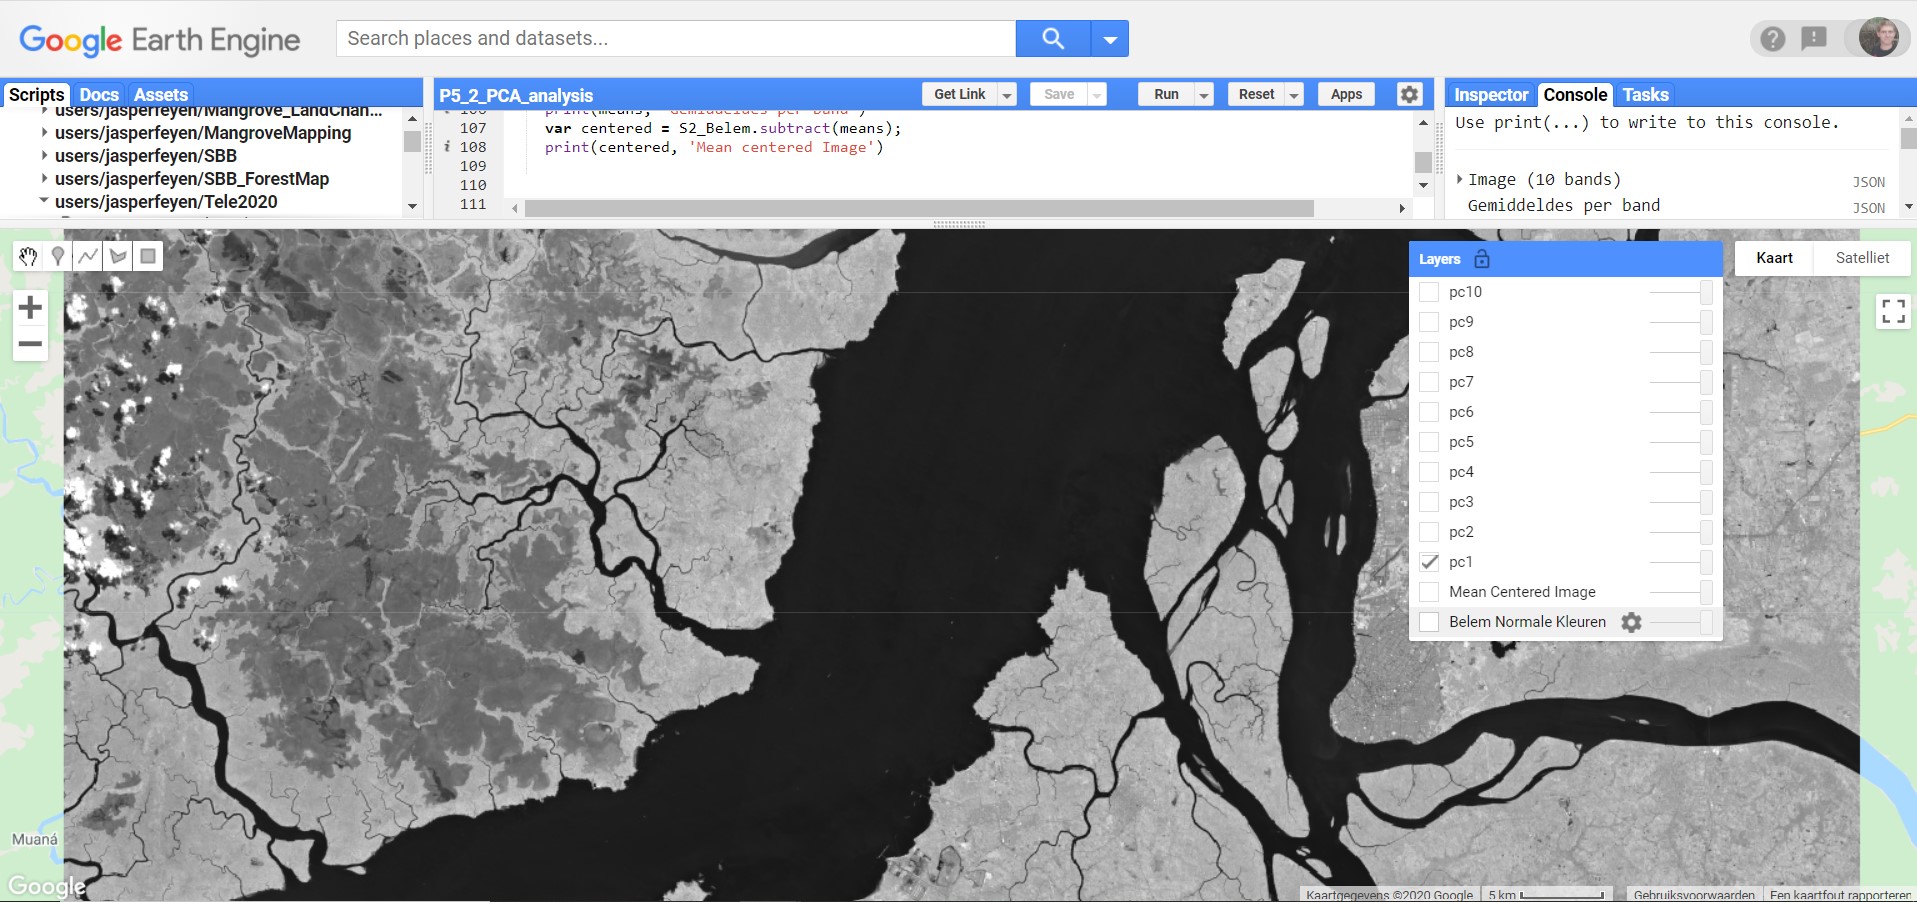 Google Earth Engine
Search places and datasets...
Scripts Docs Assets
users/jasperfeyen/Mangrove_LandChan...
users/jasperfeyen/MangroveMapping
users/jasperfeyen/SBB
users/jasperfeyen/SBB_ForestMap
users/jasperfeyen/Tele2020
P5_2_PCA_analysis
Get Link Save Run Reset Apps
106 print(means, 'Gemiddeldes per band')
107 var centered = S2_Belem.subtract(means);
i 108 print(centered, 'Mean centered Image')
109
110
111
Inspector Console Tasks
Use print(...) to write to this console.
Image (10 bands) JSON
Gemiddeldes per band JSON
Layers
pc10
pc9
pc8
pc7
pc6
pc5
pc4
pc3
pc2
pc1
Mean Centered Image
Belem Normale Kleuren
Kaart Satelliet
Muaná
Google
Kaartgegevens ©2020 Google 5 km Gebruiksvoorwaarden Een kaartfout rapporteren